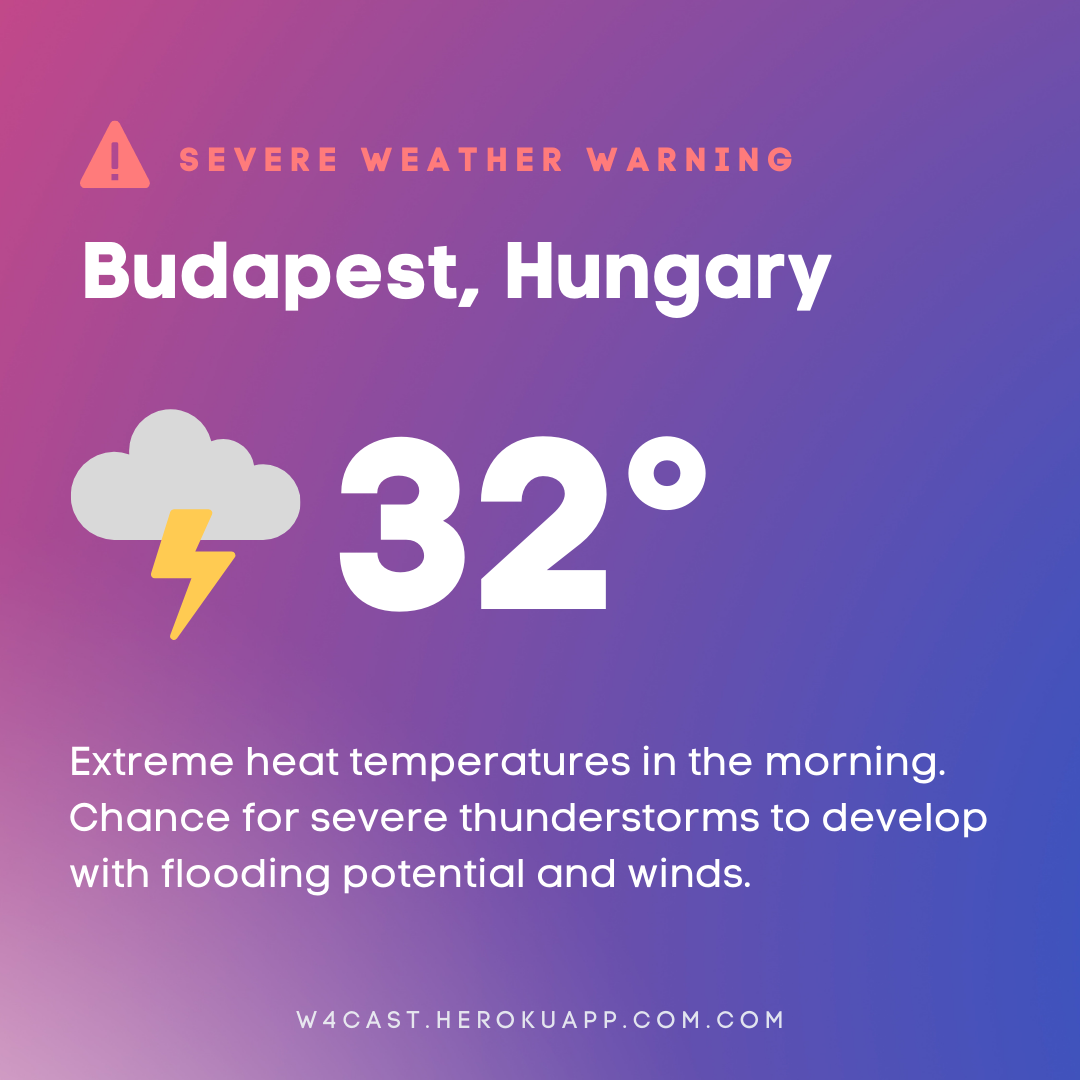 SEVERE WEATHER WARNING
Budapest, Hungary
32°
Extreme heat temperatures in the morning.
Chance for severe thunderstorms to develop
with flooding potential and winds.
W4CAST.HEROKUAPP.COM.COM